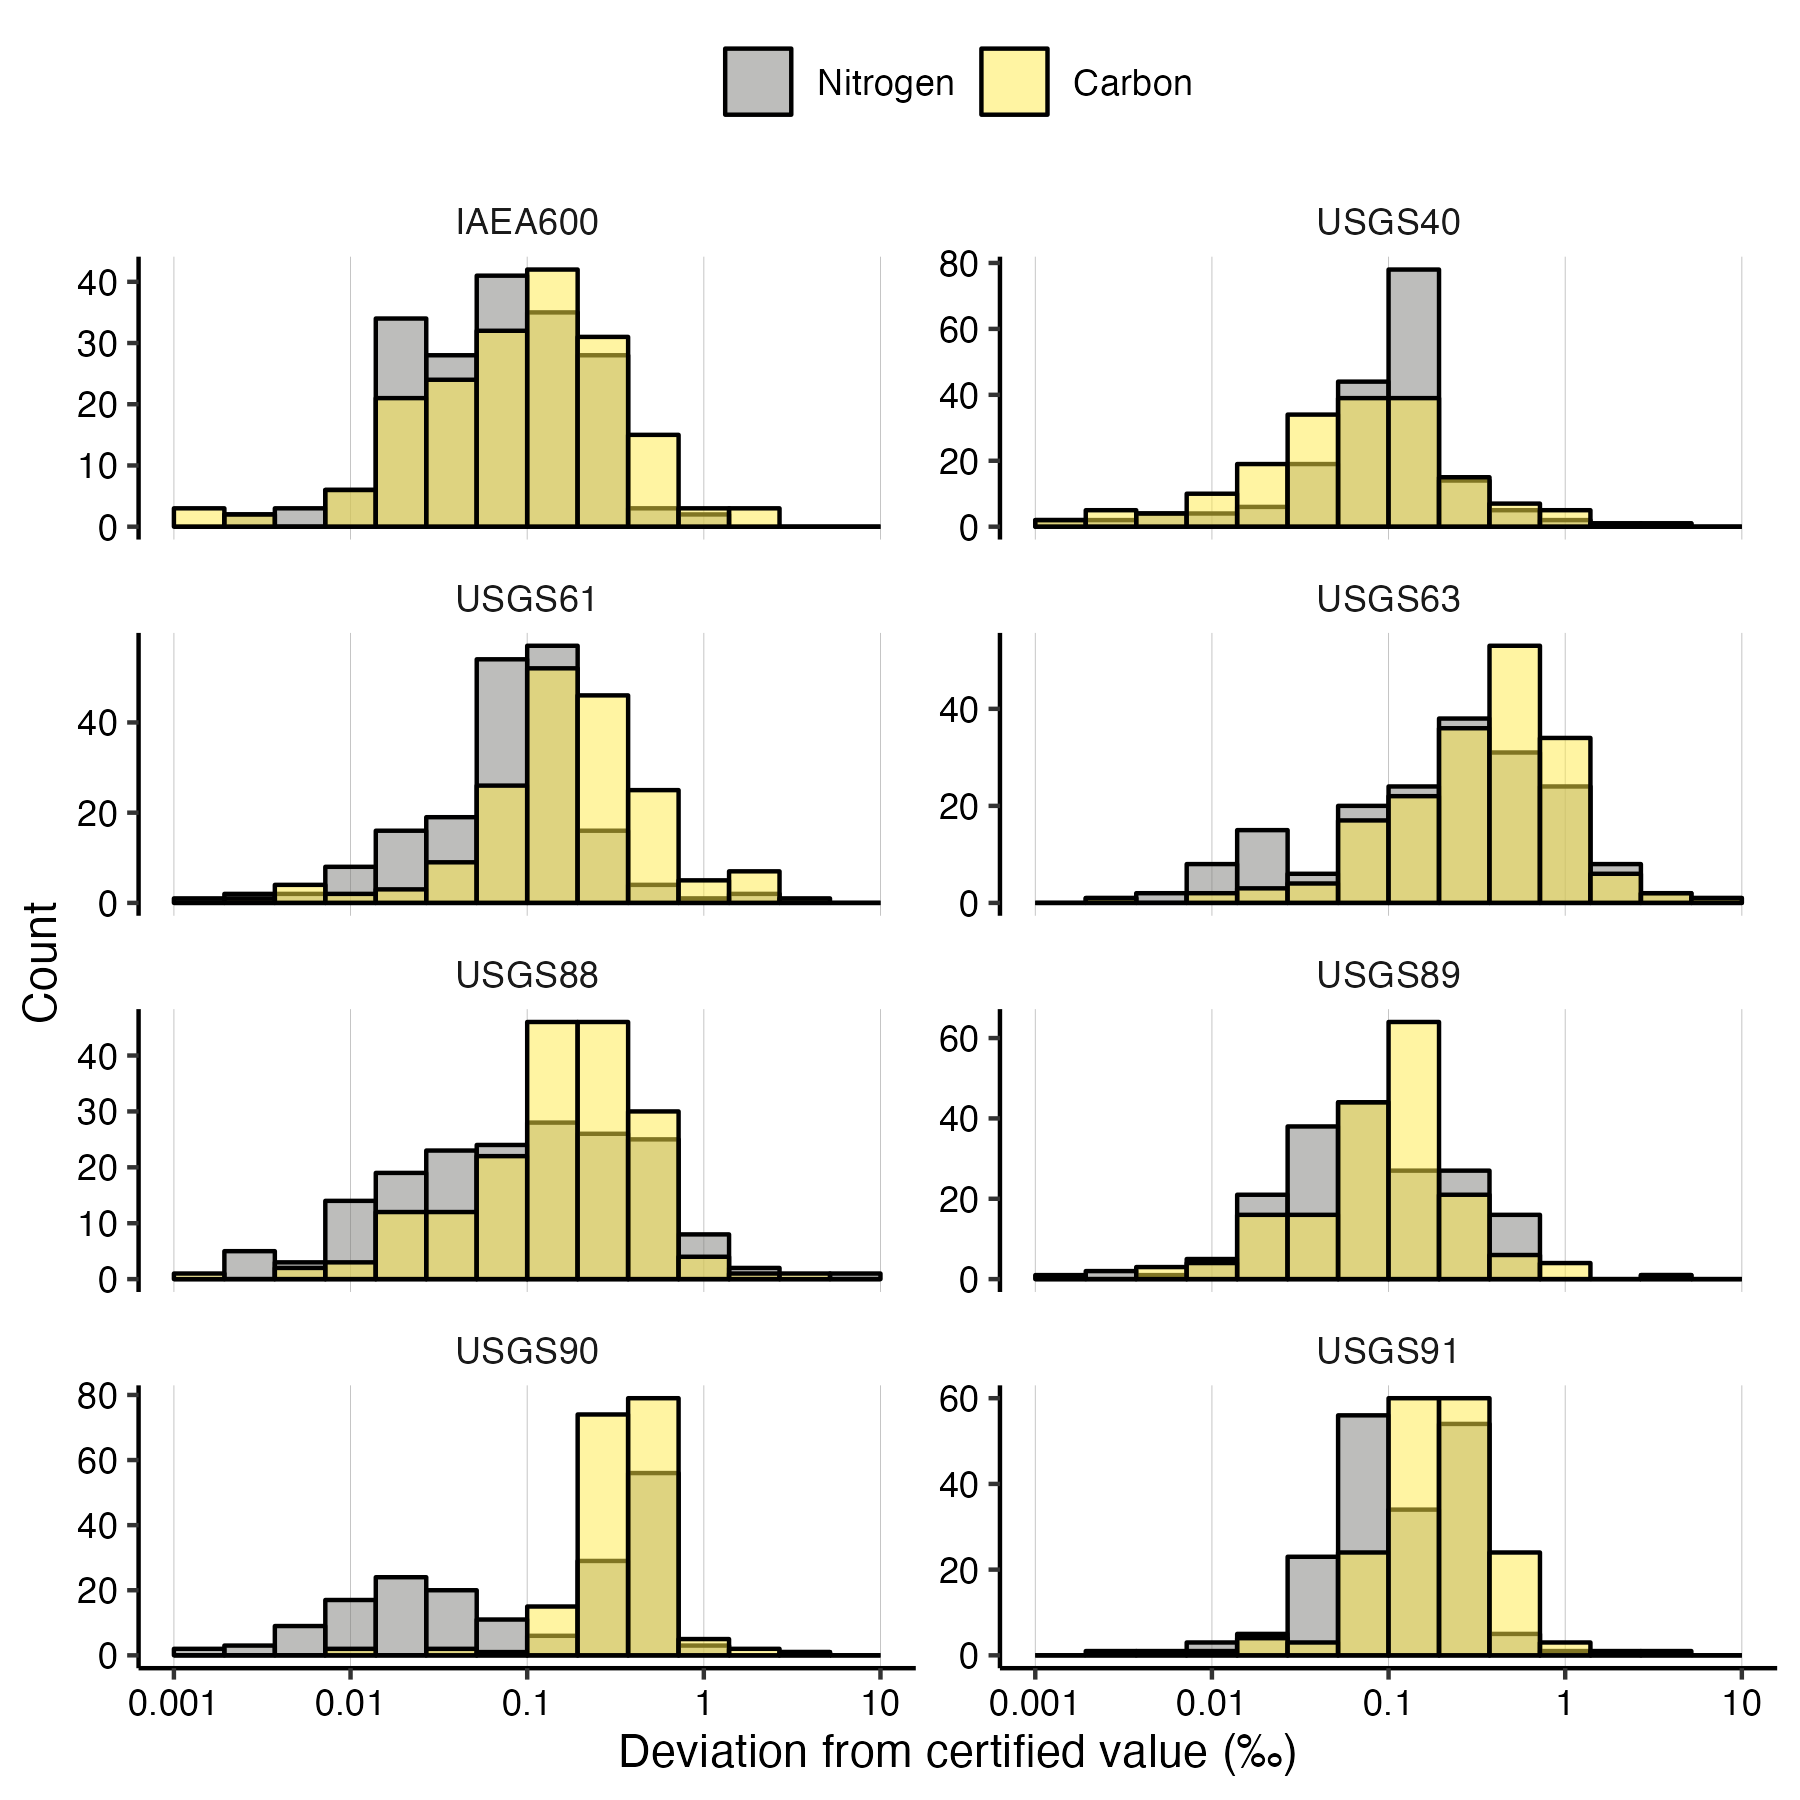 Nitrogen Carbon
IAEA600 USGS40
40 30 20 10 0
80 60 40 20 0
USGS61 USGS63
40 20 0
40 20 0
Count
USGS88 USGS89
40 30 20 10 0
60 40 20 0
USGS90 USGS91
80 60 40 20 0
60 40 20 0
0.001 0.01 0.1 1 10 0.001 0.01 0.1 1 10
Deviation from certified value (‰)